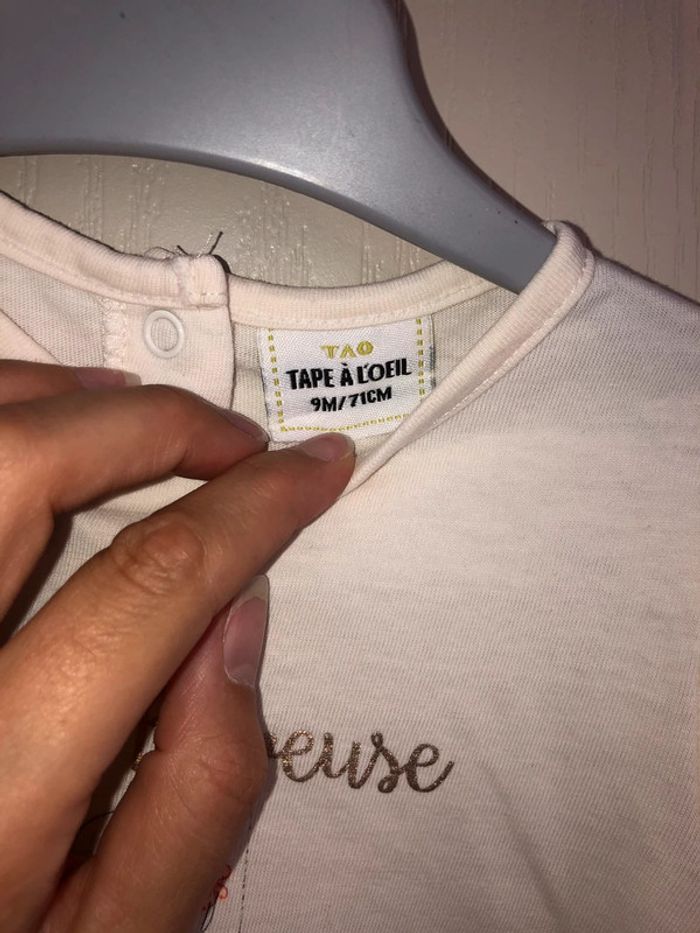 TAO
TAPE À L'OEIL
9M/71CM
euse